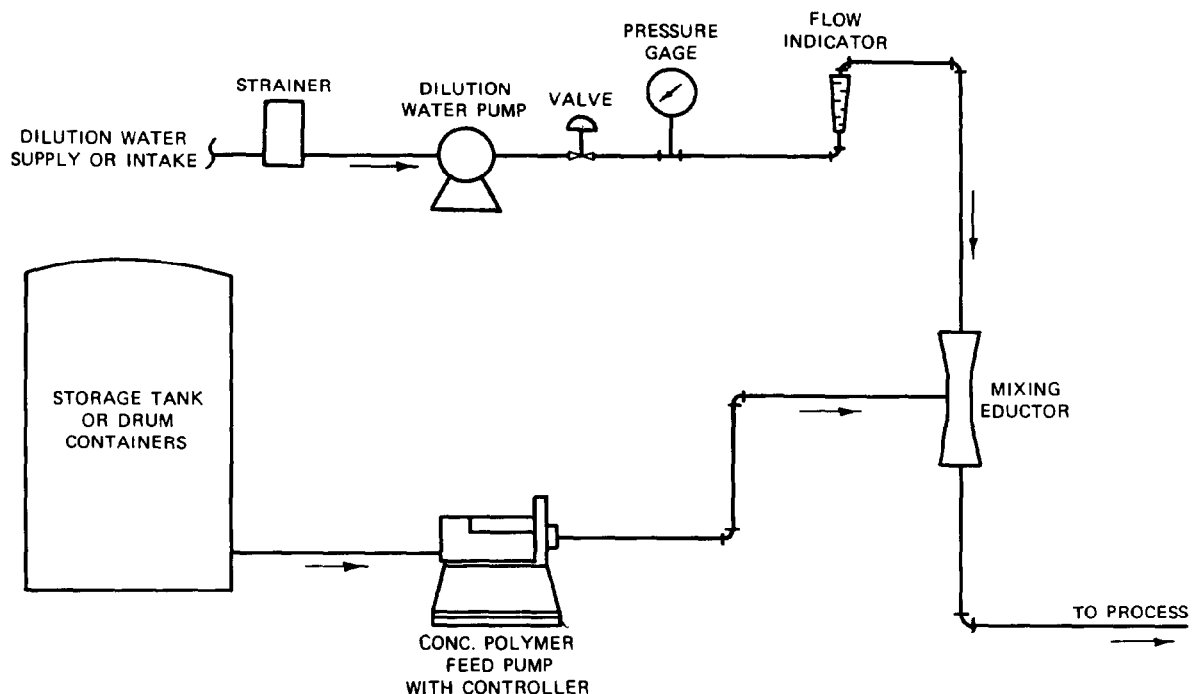 FLOW
INDICATOR
PRESSURE
GAGE
STRAINER
DILUTION
WATER PUMP
VALVE
DILUTION WATER
SUPPLY OR INTAKE
STORAGE TANK
OR DRUM
CONTAINERS
MIXING
EDUCTOR
TO PROCESS
CONC. POLYMER
FEED PUMP
WITH CONTROLLER